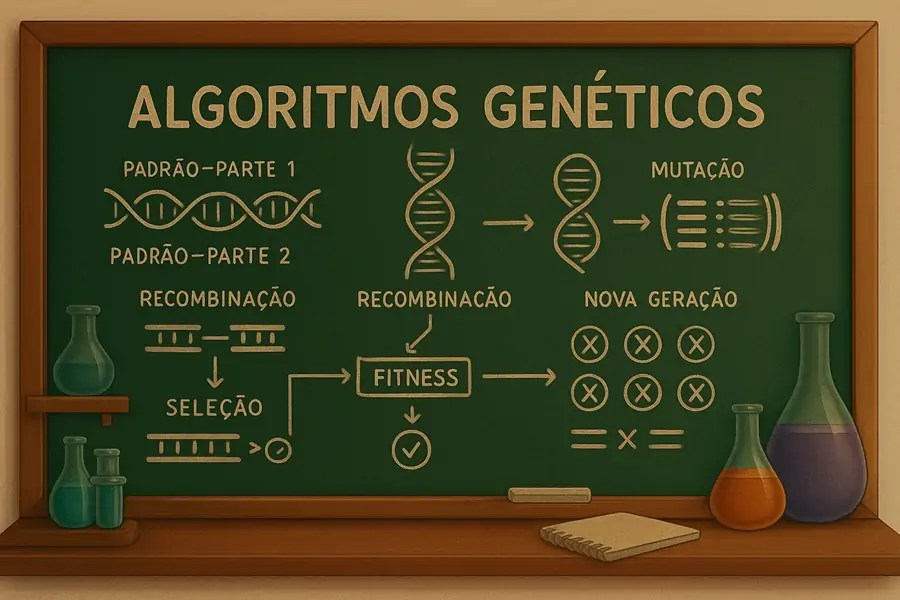 ALGORITMOS GENÉTICOS
PADRÃO-PARTE 1
PADRÃO-PARTE 2
MUTAÇÃO
RECOMBINAÇÃO
RECOMBINACÃO
NOVA GERAÇÃO
SELEÇÃO
FITNESS
X X X
X X X
X